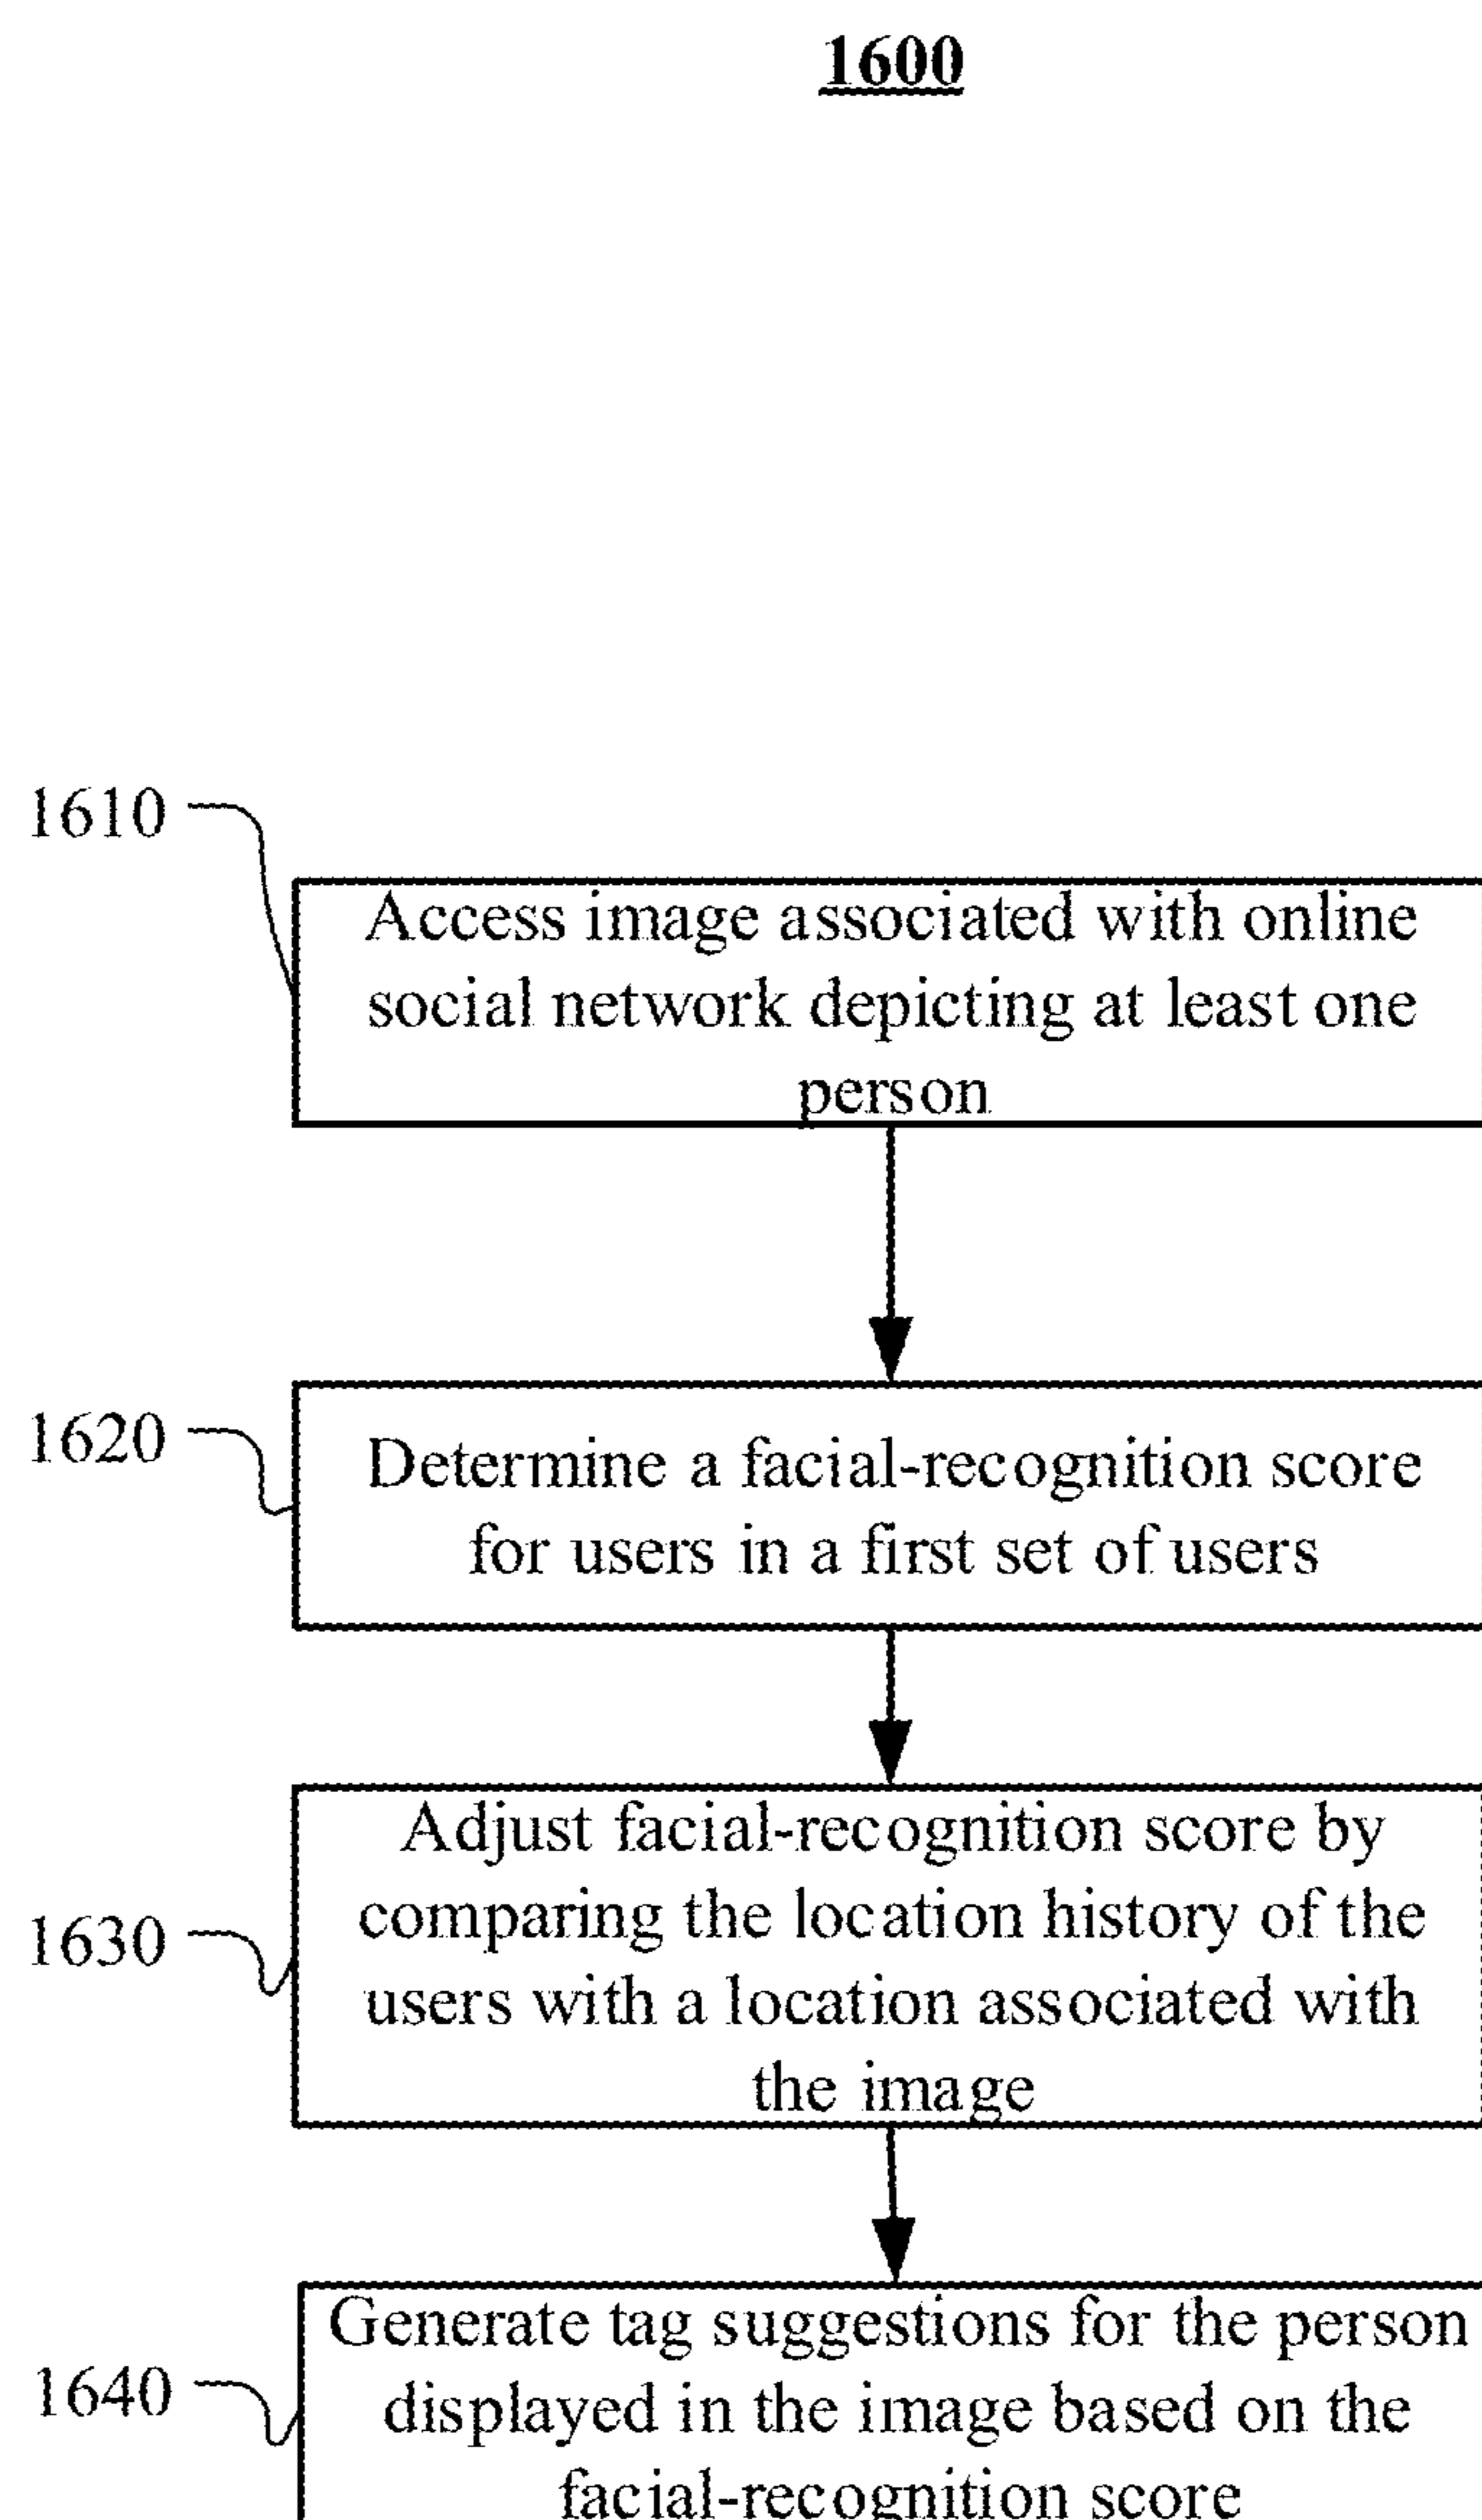 1600
1610
Access image associated with online
social network depicting at least one
person
1620
Determine a facial-recognition score
for users in a first set of users
1630
Adjust facial-recognition score by
comparing the location history of the
users with a location associated with
the image
1640
Generate tag suggestions for the person
displayed in the image based on the
facial-recognition score